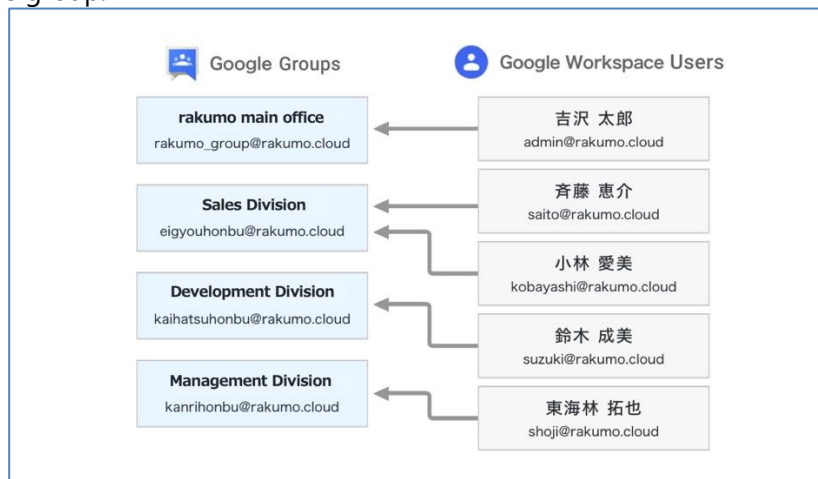 Google Groups
Google Workspace Users
rakumo main office
rakumo_group@rakumo.cloud
吉沢 太郎
admin@rakumo.cloud
Sales Division
eigyouhonbu@rakumo.cloud
斉藤 恵介
saito@rakumo.cloud
小林 愛美
kobayashi@rakumo.cloud
Development Division
kaihatsuhonbu@rakumo.cloud
鈴木 成美
suzuki@rakumo.cloud
Management Division
kanrihonbu@rakumo.cloud
東海林 拓也
shoji@rakumo.cloud